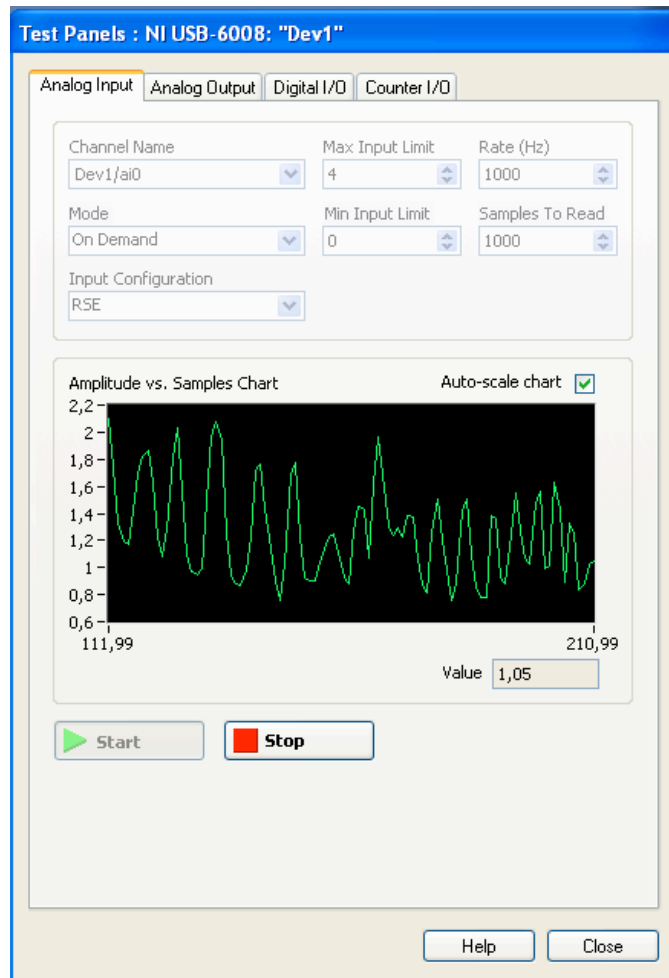 Test Panels : NI USB-6008: "Dev1"
Analog Input Analog Output Digital I/O Counter I/O
Channel Name Max Input Limit Rate (Hz)
Dev1/ai0 4 1000
Mode Min Input Limit Samples To Read
On Demand 0 1000
Input Configuration
RSE
Amplitude vs. Samples Chart Auto-scale chart
2,2
2
1,8
1,6
1,4
1,2
1
0,8
0,6
111,99 210,99
Value 1,05
Start Stop
Help Close